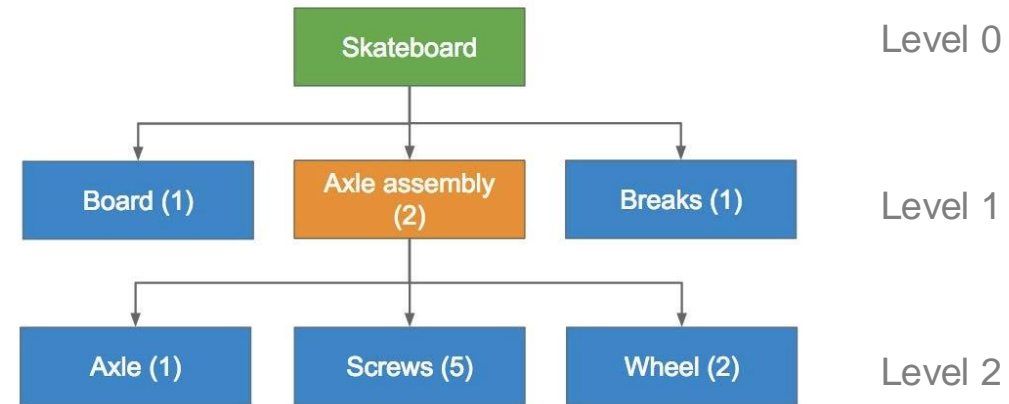 Skateboard
Level 0
Board (1)
Axle assembly
(2)
Breaks (1)
Level 1
Axle (1)
Screws (5)
Wheel (2)
Level 2